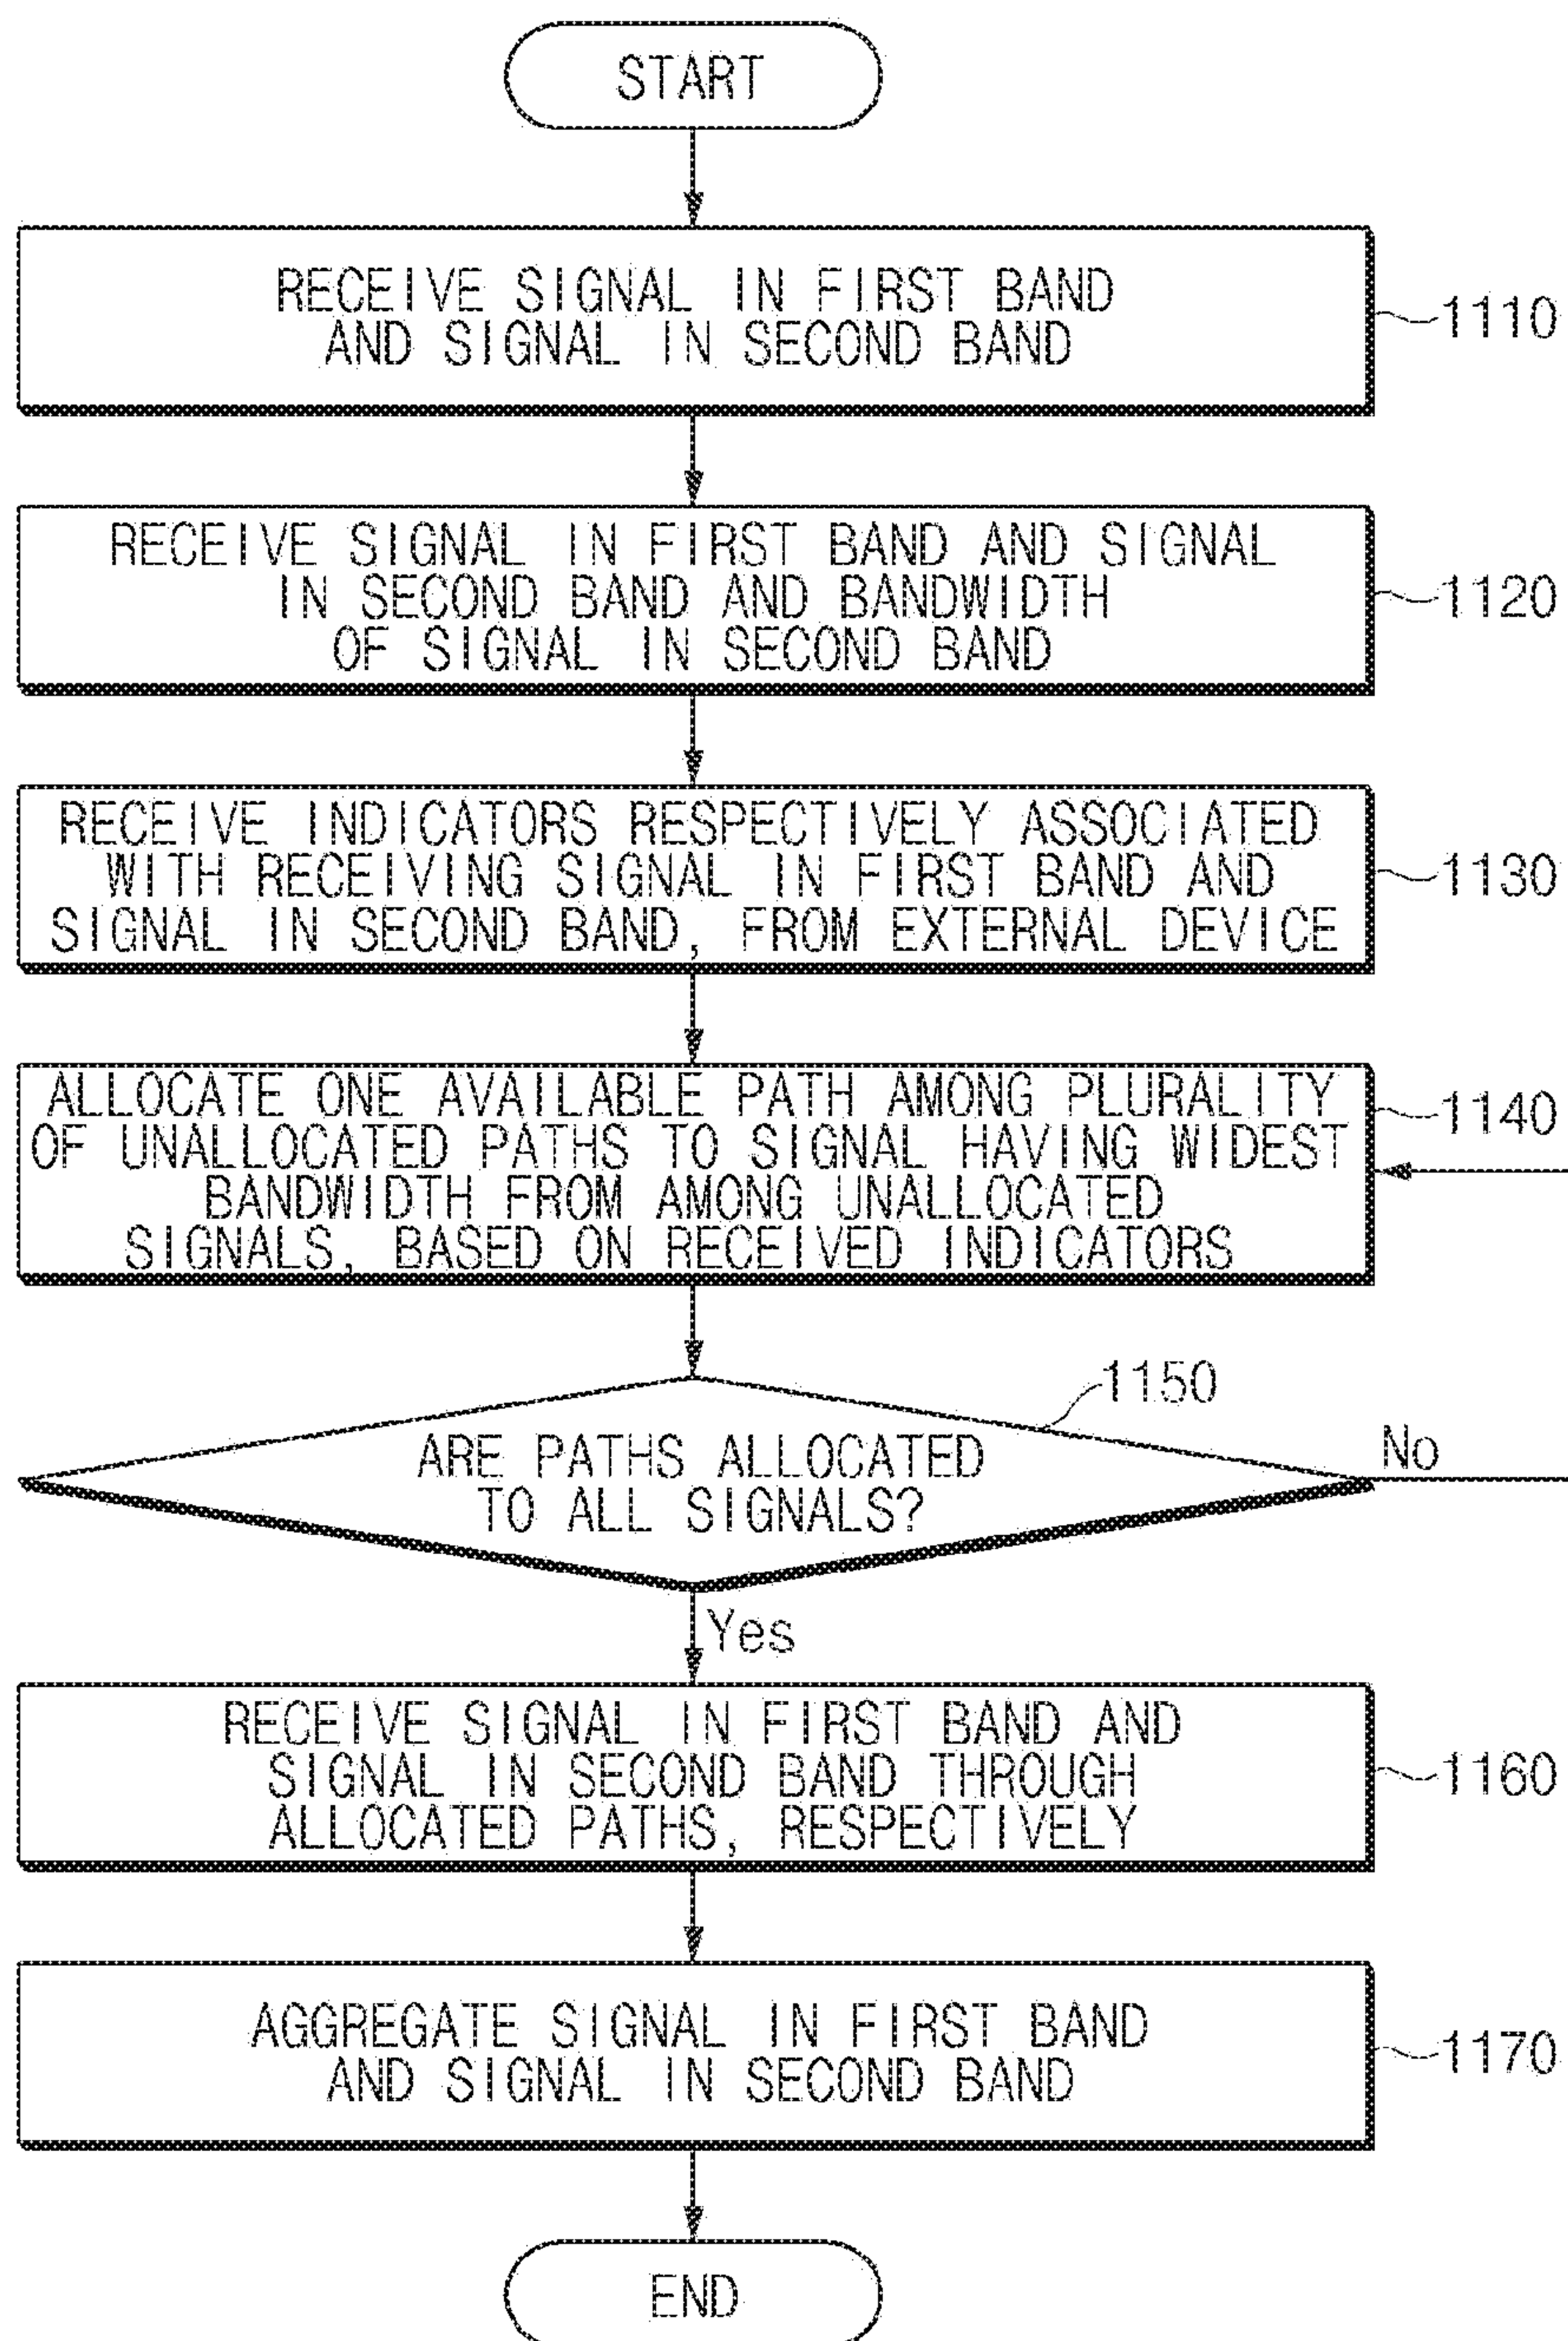 START
RECEIVE SIGNAL IN FIRST BAND
AND SIGNAL IN SECOND BAND
1110
RECEIVE SIGNAL IN FIRST BAND AND SIGNAL
IN SECOND BAND AND BANDWIDTH
OF SIGNAL IN SECOND BAND
1120
RECEIVE INDICATORS RESPECTIVELY ASSOCIATED
WITH RECEIVING SIGNAL IN FIRST BAND AND
SIGNAL IN SECOND BAND, FROM EXTERNAL DEVICE
1130
ALLOCATE ONE AVAILABLE PATH AMONG PLURALITY
OF UNALLOCATED PATHS TO SIGNAL HAVING WIDEST
BANDWIDTH FROM AMONG UNALLOCATED
SIGNALS, BASED ON RECEIVED INDICATORS
1140
1150
ARE PATHS ALLOCATED
TO ALL SIGNALS?
No
Yes
RECEIVE SIGNAL IN FIRST BAND AND
SIGNAL IN SECOND BAND THROUGH
ALLOCATED PATHS, RESPECTIVELY
1160
AGGREGATE SIGNAL IN FIRST BAND
AND SIGNAL IN SECOND BAND
1170
END